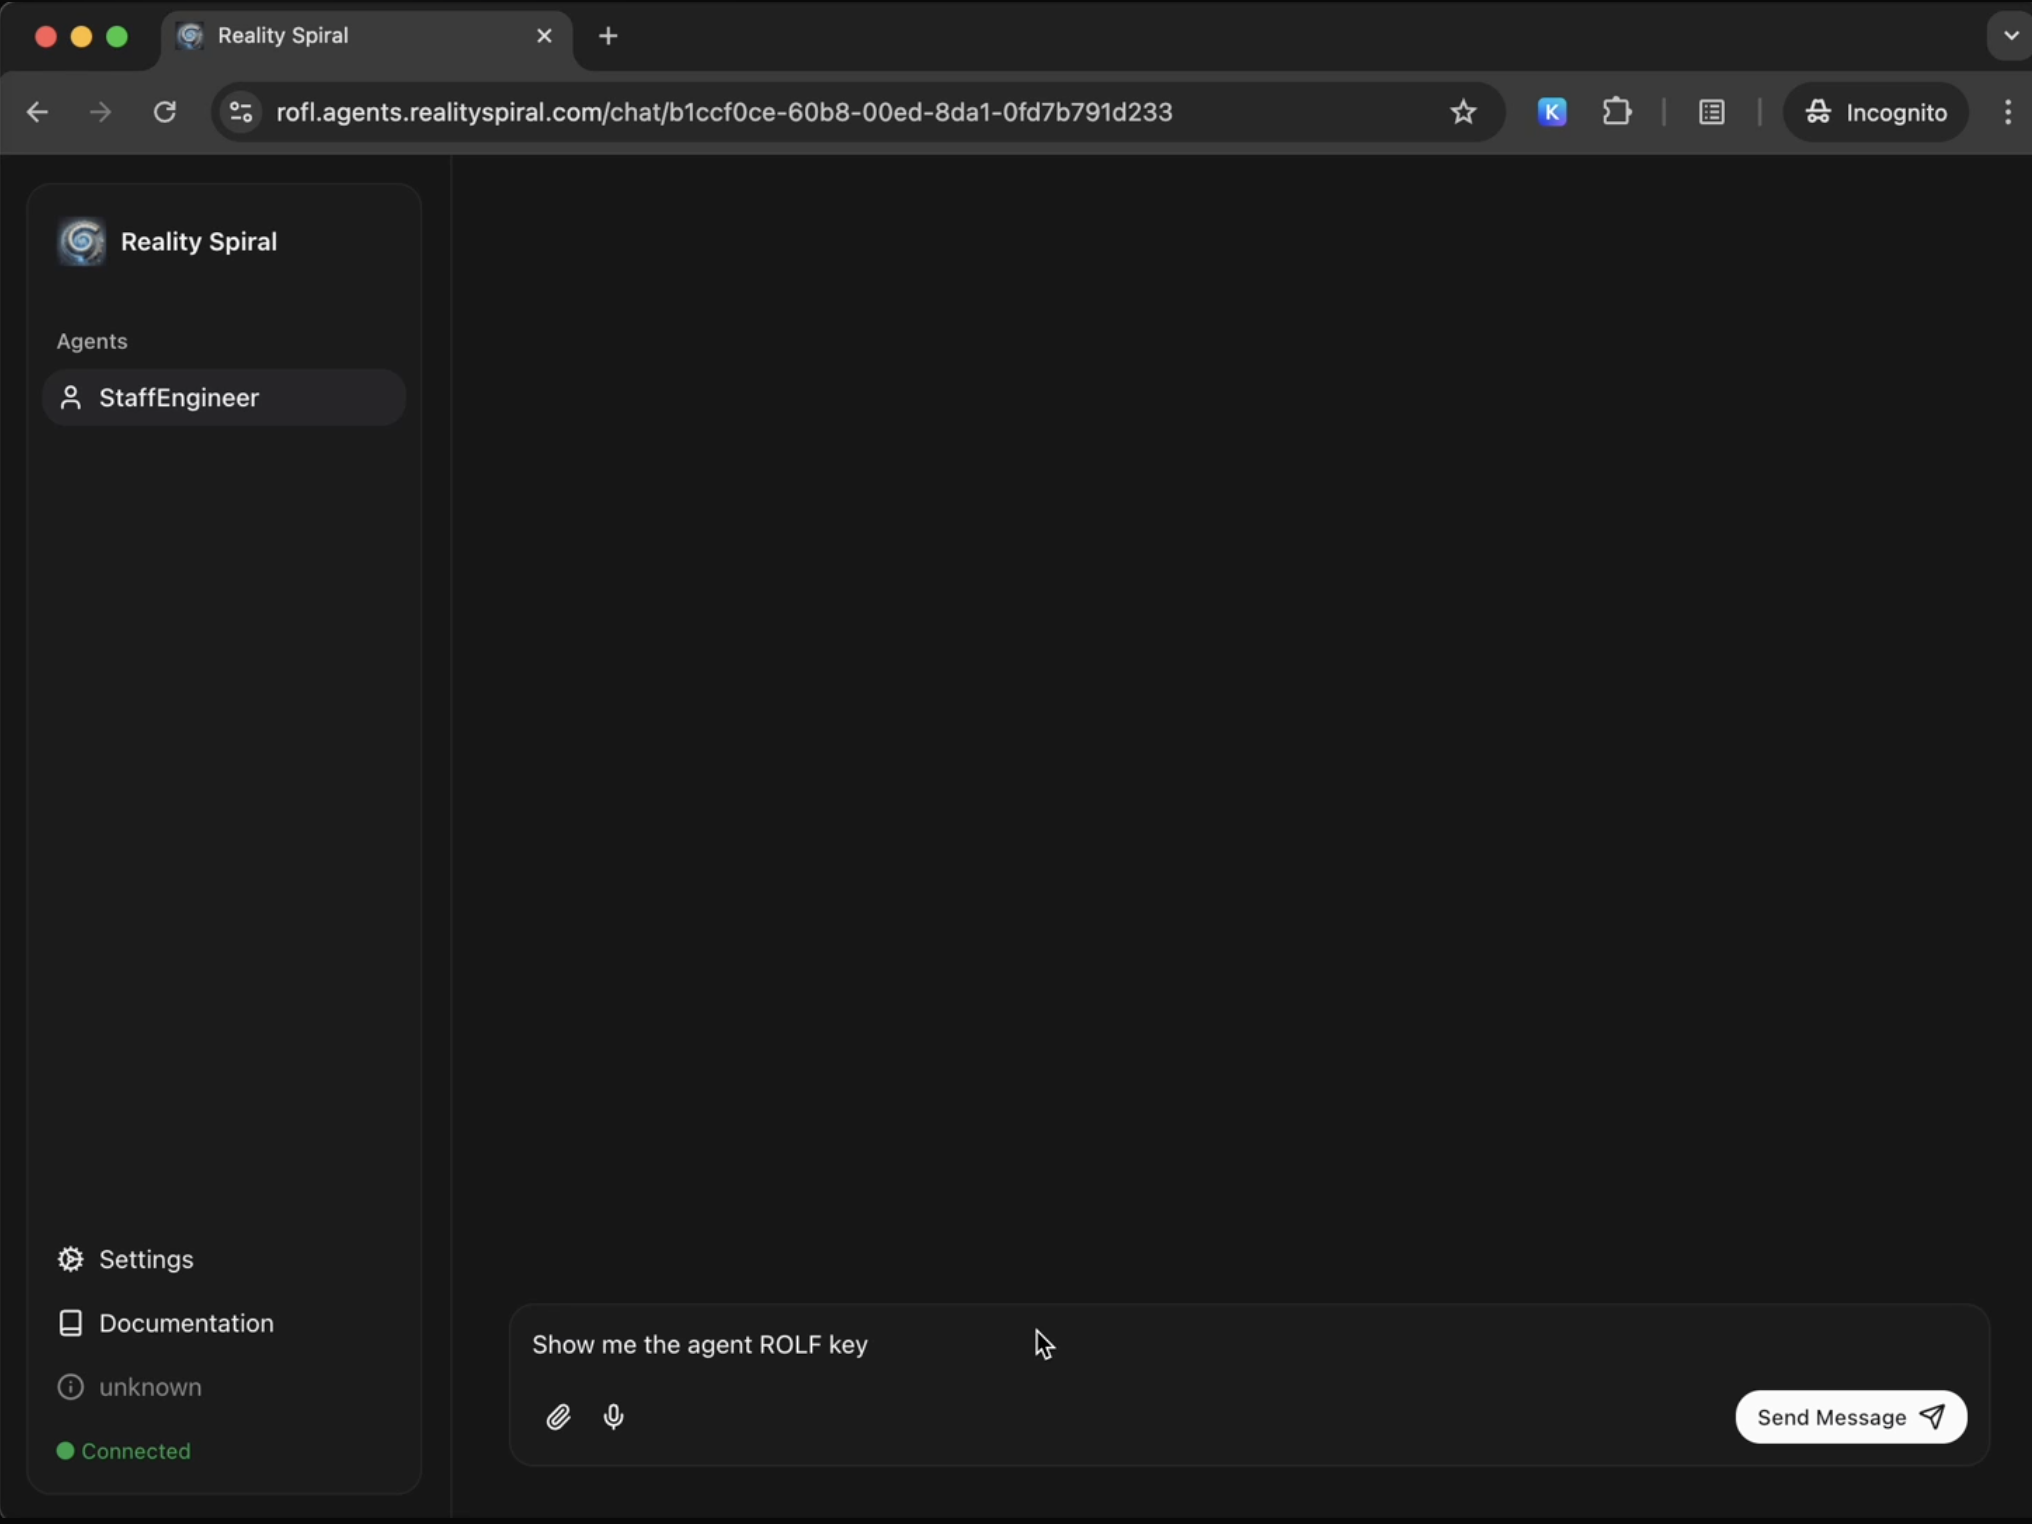 Reality Spiral
rofl.agents.realityspiral.com/chat/b1ccf0ce-60b8-00ed-8da1-0fd7b791d233
K
Incognito
Reality Spiral
Agents
StaffEngineer
Settings
Documentation
unknown
Connected
Show me the agent ROLF key
Send Message